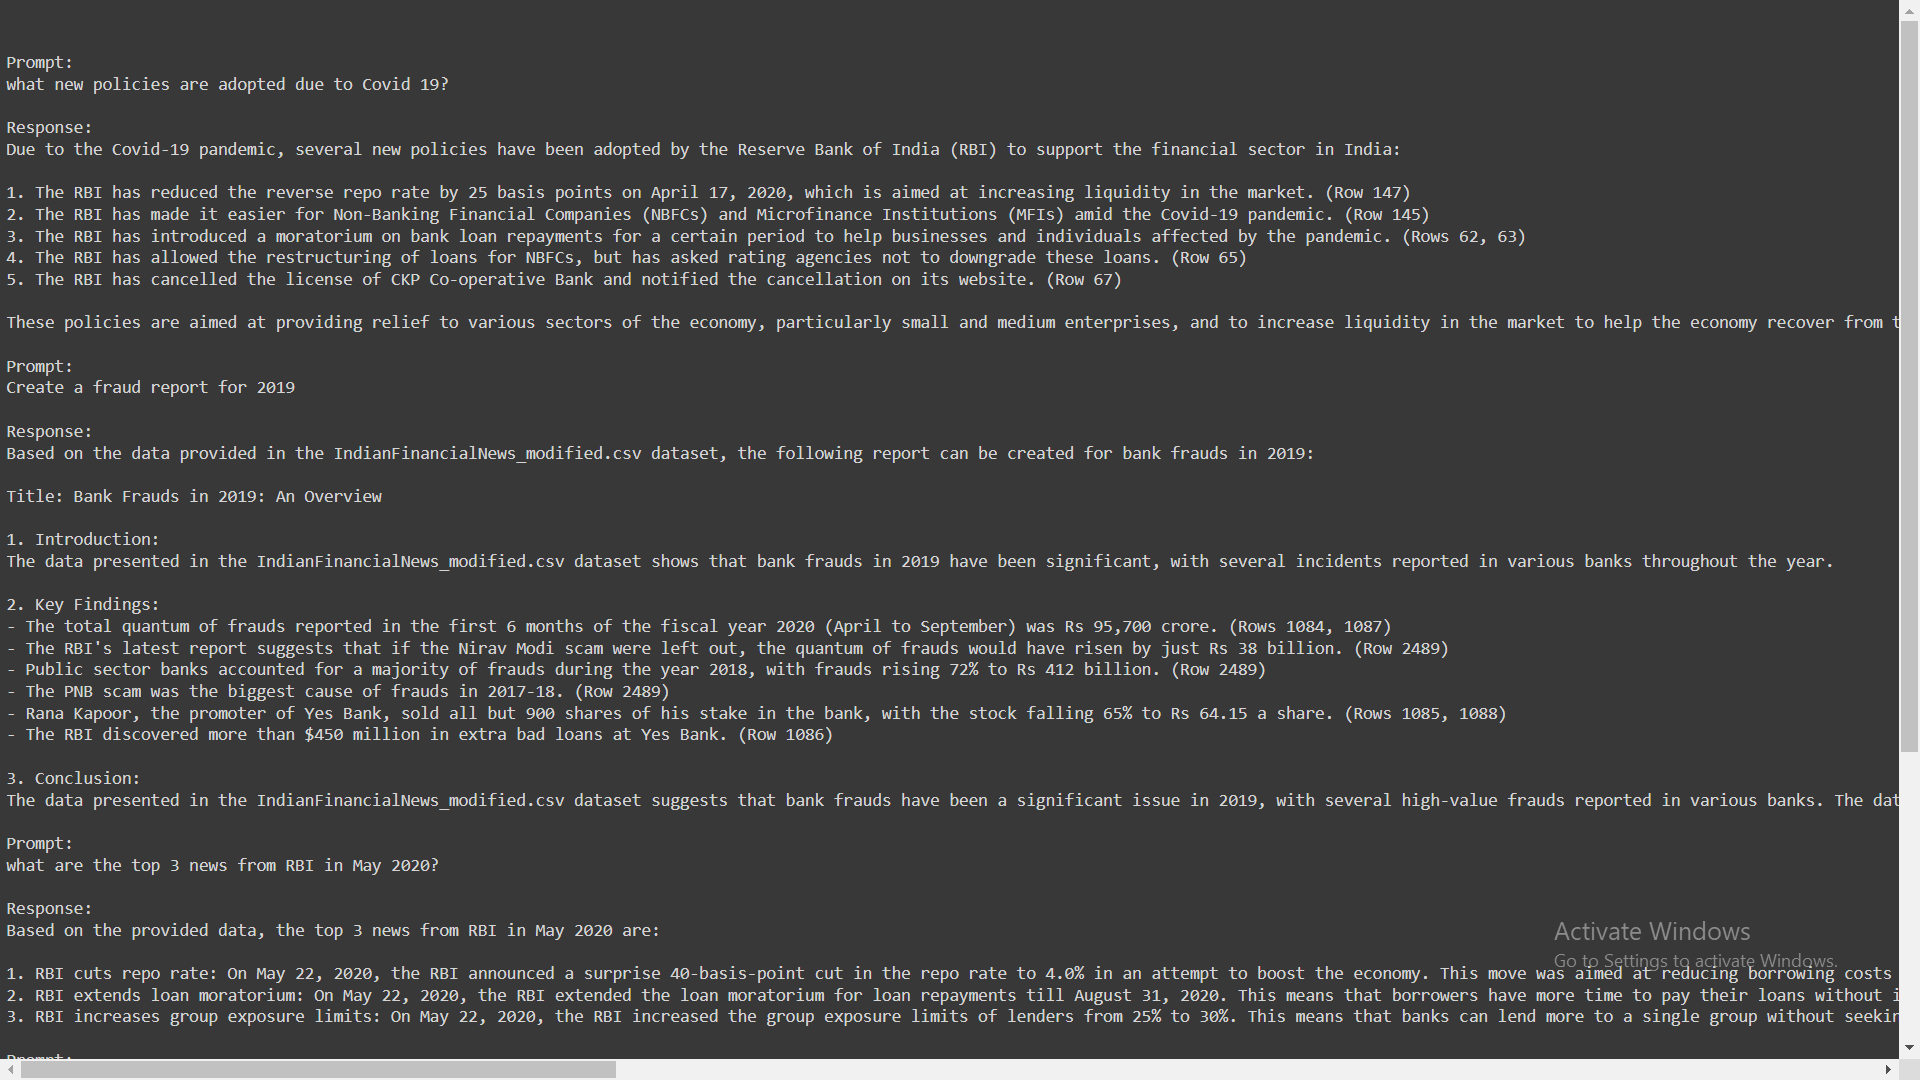 Prompt:
what new policies are adopted due to Covid 19?
Response:
Due to the Covid-19 pandemic, several new policies have been adopted by the Reserve Bank of India (RBI) to support the financial sector in India:
1. The RBI has reduced the reverse repo rate by 25 basis points on April 17, 2020, which is aimed at increasing liquidity in the market. (Row 147)
2. The RBI has made it easier for Non-Banking Financial Companies (NBFCs) and Microfinance Institutions (MFIs) amid the Covid-19 pandemic. (Row 145)
3. The RBI has introduced a moratorium on bank loan repayments for a certain period to help businesses and individuals affected by the pandemic. (Rows 62, 63)
4. The RBI has allowed the restructuring of loans for NBFCs, but has asked rating agencies not to downgrade these loans. (Row 65)
5. The RBI has cancelled the license of CKP Co-operative Bank and notified the cancellation on its website. (Row 67)
These policies are aimed at providing relief to various sectors of the economy, particularly small and medium enterprises, and to increase liquidity in the market to help the economy recover from t
Prompt:
Create a fraud report for 2019
Response:
Based on the data provided in the IndianFinancialNews_modified.csv dataset, the following report can be created for bank frauds in 2019:
Title: Bank Frauds in 2019: An Overview
1. Introduction:
The data presented in the IndianFinancialNews_modified.csv dataset shows that bank frauds in 2019 have been significant, with several incidents reported in various banks throughout the year.
2. Key Findings:
- The total quantum of frauds reported in the first 6 months of the fiscal year 2020 (April to September) was Rs 95,700 crore. (Rows 1084, 1087)
- The RBI's latest report suggests that if the Nirav Modi scam were left out, the quantum of frauds would have risen by just Rs 38 billion. (Row 2489)
- Public sector banks accounted for a majority of frauds during the year 2018, with frauds rising 72% to Rs 412 billion. (Row 2489)
- The PNB scam was the biggest cause of frauds in 2017-18. (Row 2489)
- Rana Kapoor, the promoter of Yes Bank, sold all but 900 shares of his stake in the bank, with the stock falling 65% to Rs 64.15 a share. (Rows 1085, 1088)
- The RBI discovered more than $450 million in extra bad loans at Yes Bank. (Row 1086)
3. Conclusion:
The data presented in the IndianFinancialNews_modified.csv dataset suggests that bank frauds have been a significant issue in 2019, with several high-value frauds reported in various banks. The dat
Prompt:
what are the top 3 news from RBI in May 2020?
Response:
Based on the provided data, the top 3 news from RBI in May 2020 are:
Activate Windows
Go to Settings to activate Windows.
1. RBI cuts repo rate: On May 22, 2020, the RBI announced a surprise 40-basis-point cut in the repo rate to 4.0% in an attempt to boost the economy. This move was aimed at reducing borrowing costs
2. RBI extends loan moratorium: On May 22, 2020, the RBI extended the loan moratorium for loan repayments till August 31, 2020. This means that borrowers have more time to pay their loans without i
3. RBI increases group exposure limits: On May 22, 2020, the RBI increased the group exposure limits of lenders from 25% to 30%. This means that banks can lend more to a single group without seekin
Prompt: